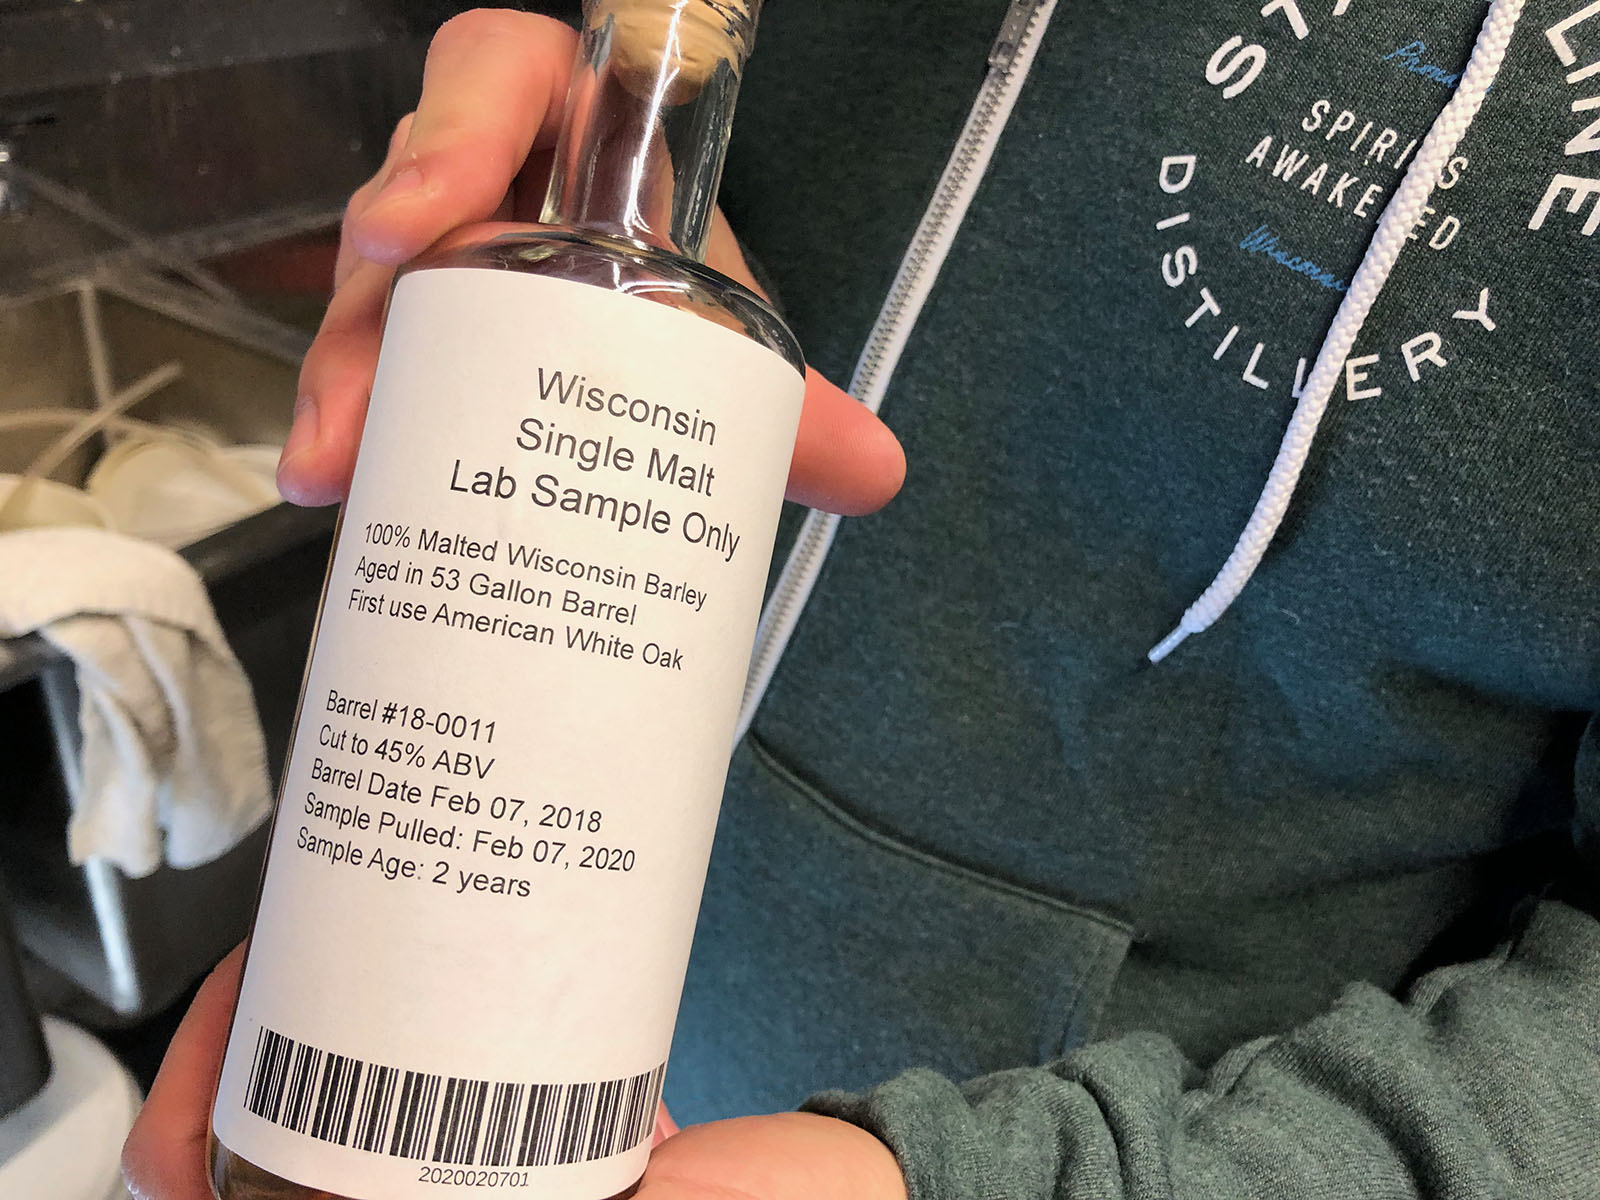 Wisconsin
Single Malt
Lab Sample Only
100% Malted Wisconsin Barley
Aged in 53 Gallon Barrel
First use American White Oak
Barrel #18-0011
Cut to 45% ABV
Barrel Date Feb 07, 2018
Sample Pulled: Feb 07, 2020
Sample Age: 2 years
2020020701
LINE
SPIRITS
AWAKENED
Wisconsin
DISTILLERY